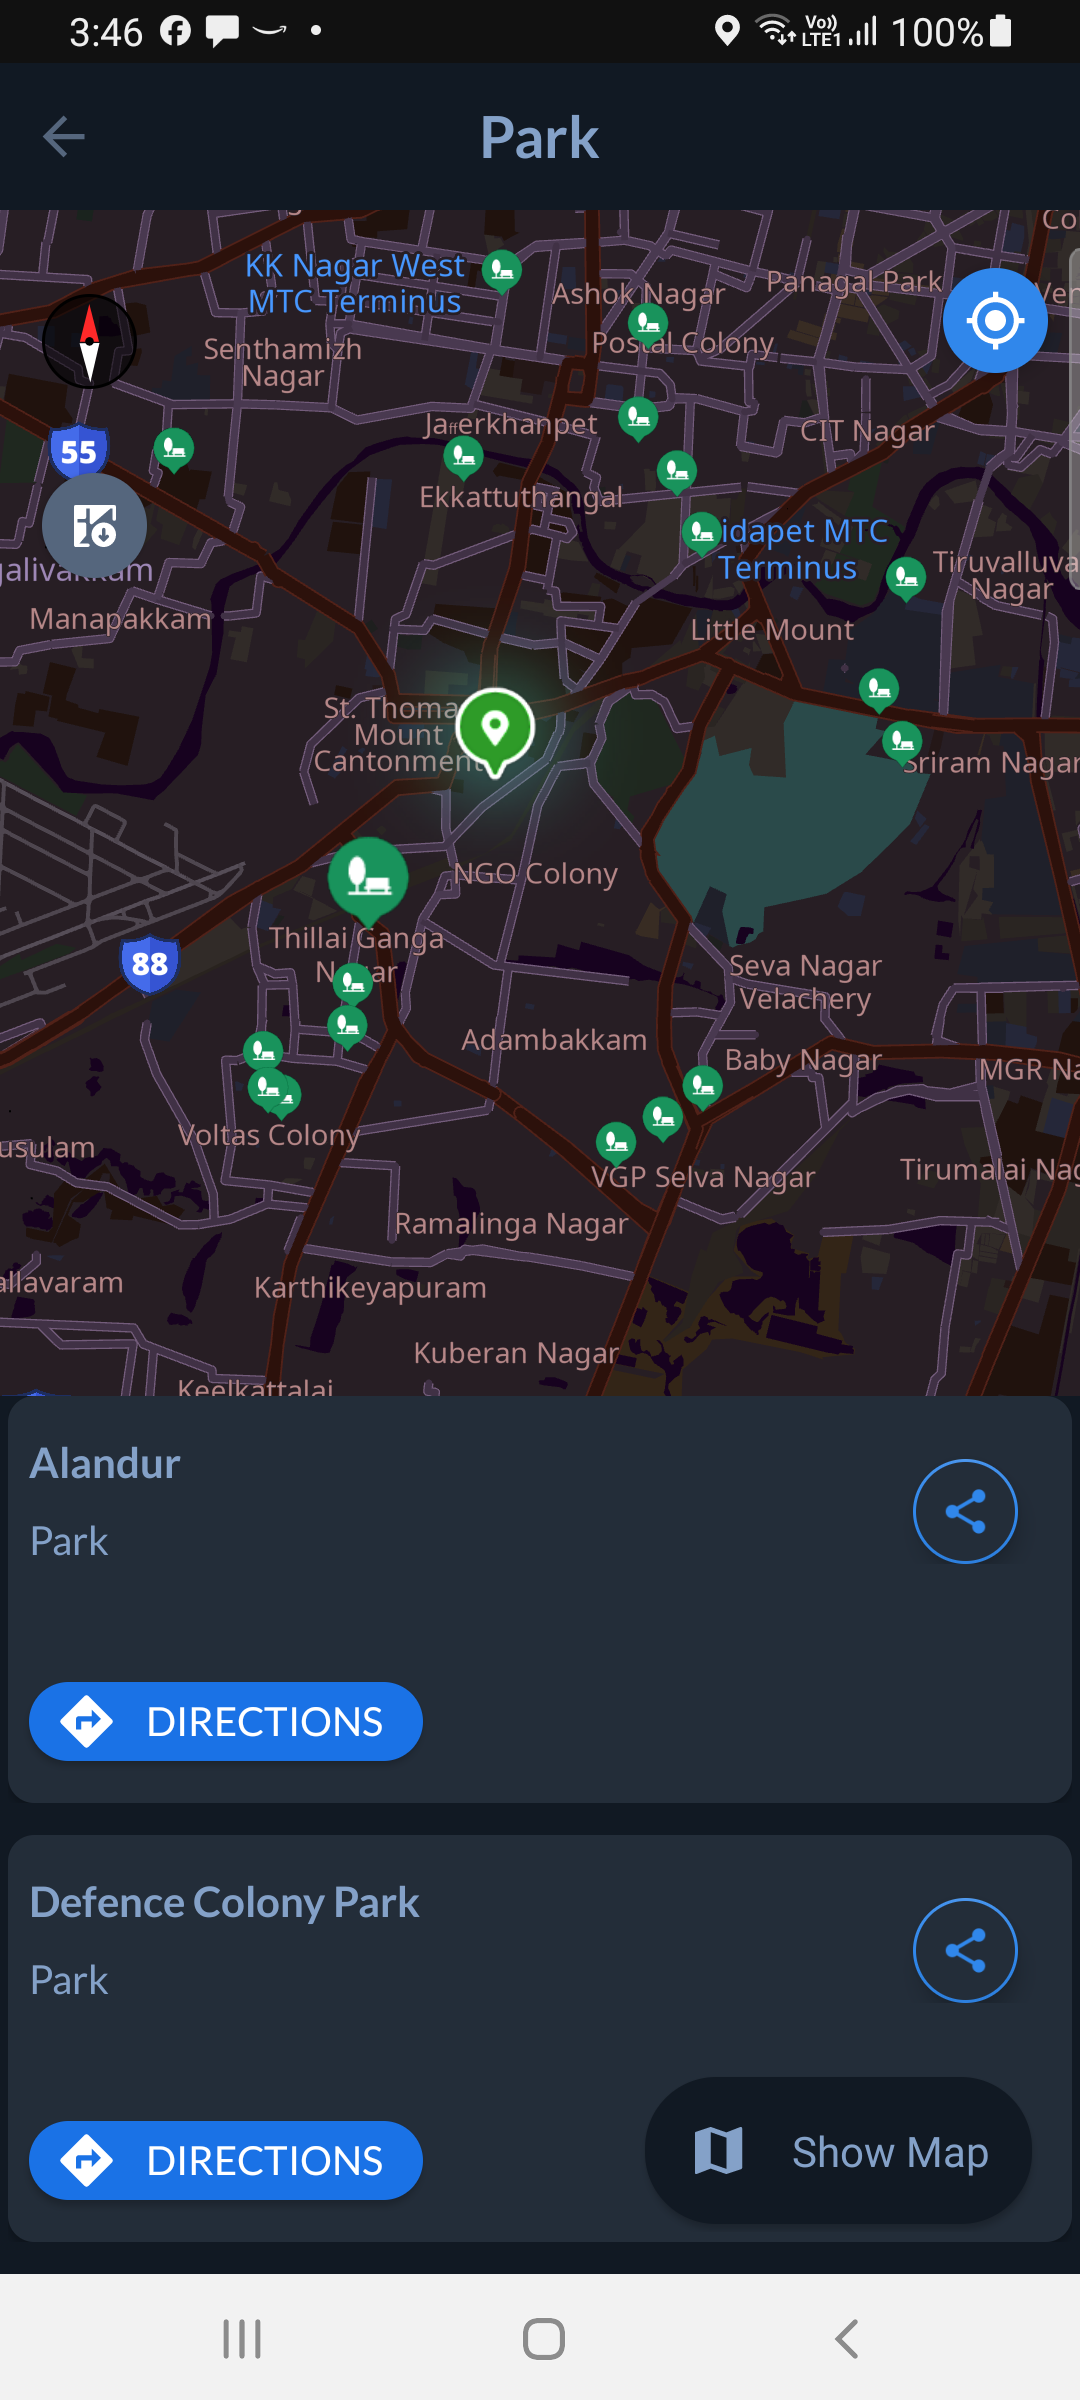 3:46
Vo))
LTE1
100%
Park
KK Nagar West
MTC Terminus
Ashok Nagar
Panagal Park
Co
Ven
Postal Colony
Senthamizh
Nagar
Jafferkhanpet
CIT Nagar
55
Ekkattuthangal
idapet MTC
Terminus
Tiruvalluva
Nagar
galivakkam
Manapakkam
Little Mount
St. Thoma
Mount
Cantonment
Sriram Nagar
NGO Colony
Thillai Ganga
Nagar
88
Seva Nagar
Velachery
Adambakkam
Baby Nagar
MGR Na
Voltas Colony
usulam
VGP Selva Nagar
Tirumalai Nag
Ramalinga Nagar
allavaram
Karthikeyapuram
Kuberan Nagar
Keelkattalai
Alandur
Park
DIRECTIONS
Defence Colony Park
Park
DIRECTIONS
Show Map